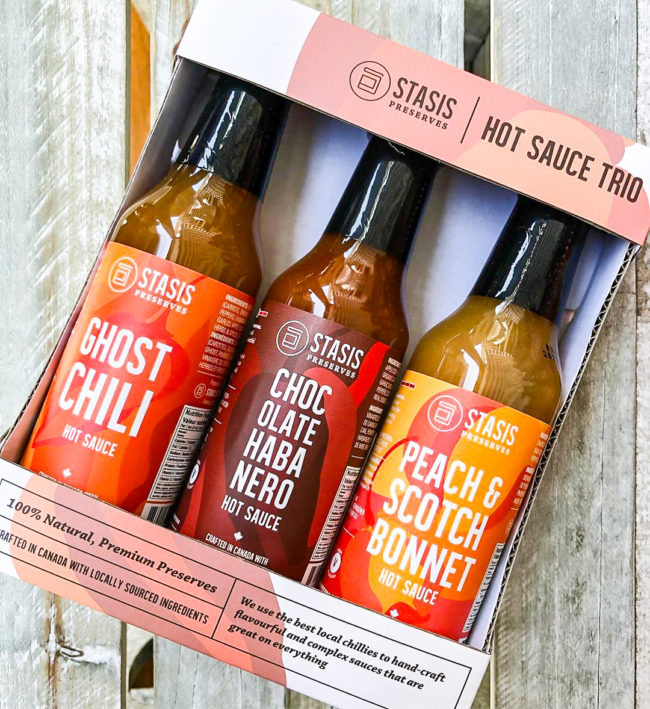 STASIS
PRESERVES
HOT SAUCE TRIO
STASIS
PRESERVES
GHOST
CHILI
HOT SAUCE
STASIS
PRESERVES
CHOC
OLATE
HABA
NERO
HOT SAUCE
CRAFTED IN CANADA WITH
STASIS
PRESERVES
PEACH &
SCOTCH
BONNET
HOT SAUCE
100% Natural, Premium Preserves
CRAFTED IN CANADA WITH LOCALLY SOURCED INGREDIENTS
We use the best local chillies to hand-craft
flavourful and complex sauces that are
great on everything